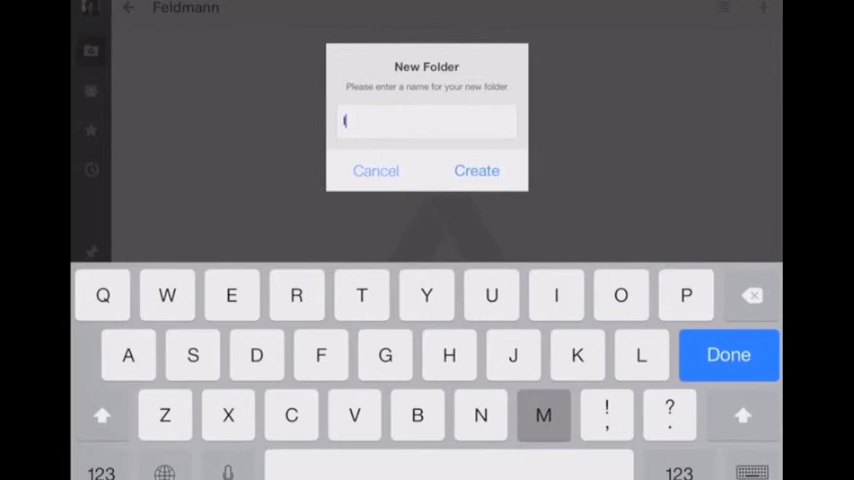 Feldmann
New Folder
Please enter a name for your new folder
Cancel Create
Q W E R T Y U I O P
A S D F G H J K L Done
Z X C V B N M ! , ? .
123 123